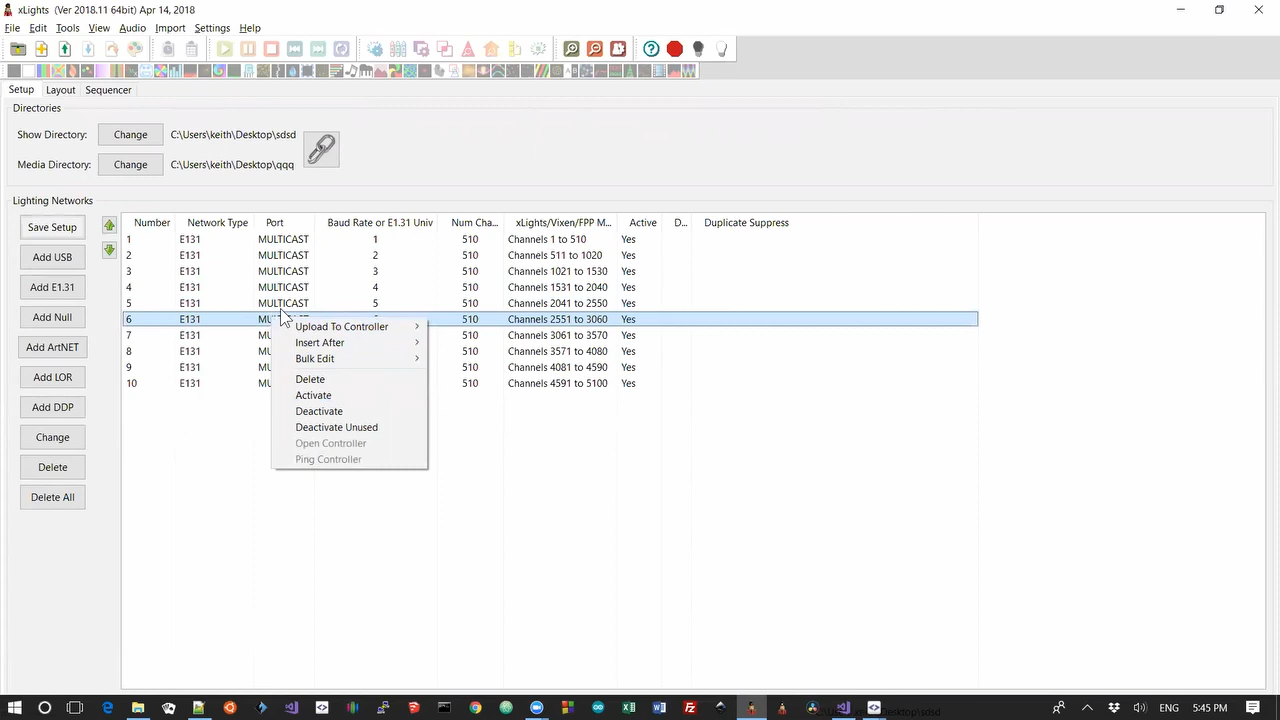 xLights (Ver 2018.11 64bit) Apr 14, 2018
File Edit Tools View Audio Import Settings Help
Setup Layout Sequencer
Directories
Show Directory: Change C:\Users\keith\Desktop\sdsd
Media Directory: Change C:\Users\keith\Desktop\qqq
Lighting Networks
Save Setup
Add USB
Add E1.31
Add Null
Add ArtNET
Add LOR
Add DDP
Change
Delete
Delete All
Number Network Type Port Baud Rate or E1.31 Univ Num Cha... xLights/Vixen/FPP M... Active D... Duplicate Suppress
1 E131 MULTICAST 1 510 Channels 1 to 510 Yes
2 E131 MULTICAST 2 510 Channels 511 to 1020 Yes
3 E131 MULTICAST 3 510 Channels 1021 to 1530 Yes
4 E131 MULTICAST 4 510 Channels 1531 to 2040 Yes
5 E131 MULTICAST 5 510 Channels 2041 to 2550 Yes
6 E131 510 Channels 2551 to 3060 Yes
7 E131 510 Channels 3061 to 3570 Yes
8 E131 510 Channels 3571 to 4080 Yes
9 E131 510 Channels 4081 to 4590 Yes
10 E131 510 Channels 4591 to 5100 Yes
Upload To Controller
Insert After
Bulk Edit
Delete
Activate
Deactivate
Deactivate Unused
Open Controller
Ping Controller
ENG 5:45 PM